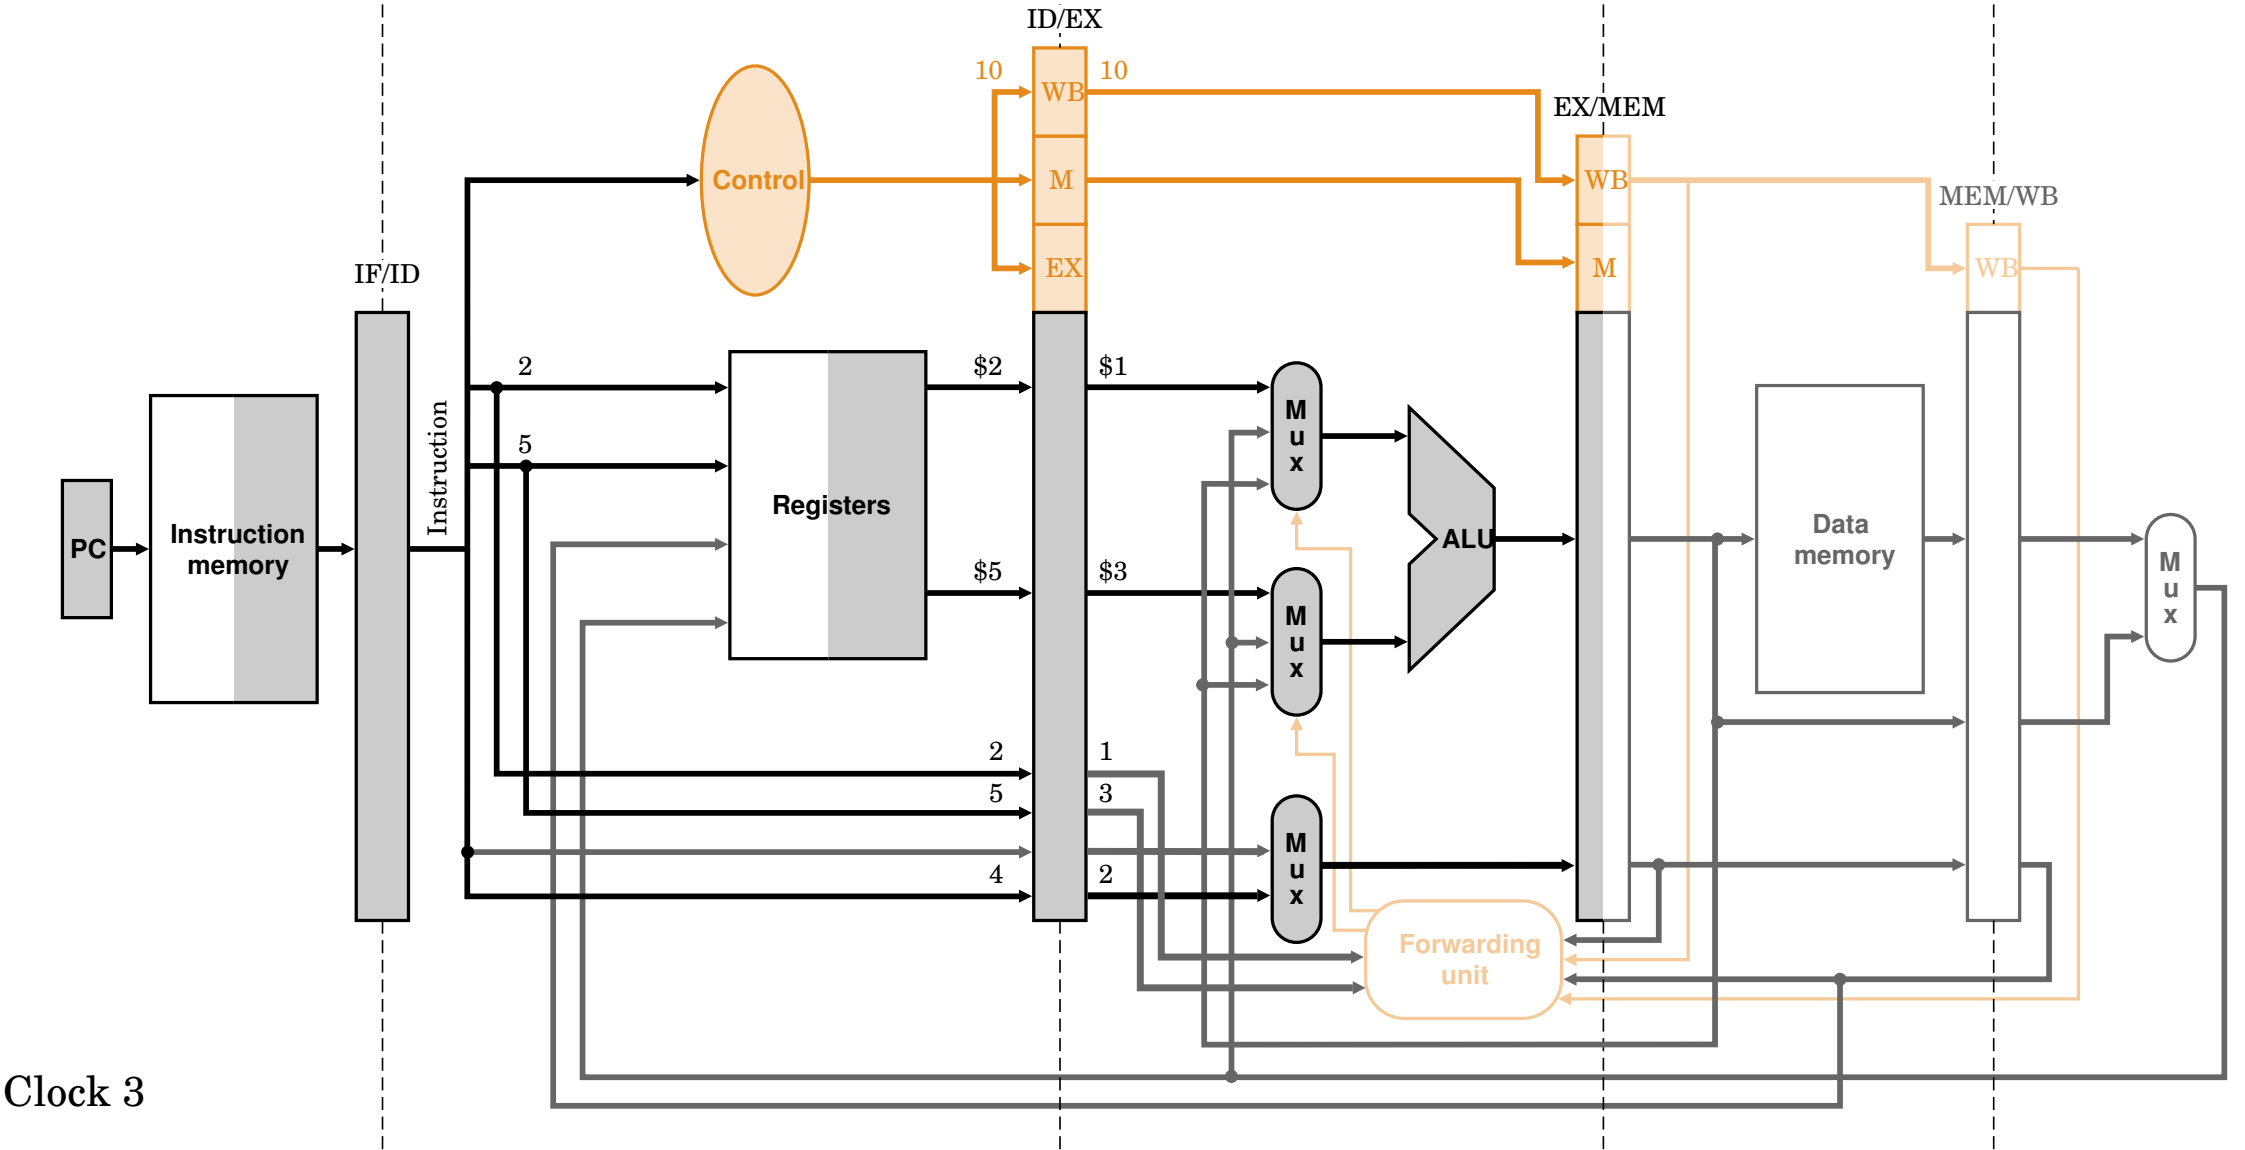 ID/EX
10
WB
10
EX/MEM
Control
M
WB
MEM/WB
EX
M
WB
IF/ID
2
$2
$1
M
u
x
Instruction
5
Registers
PC
Instruction
memory
ALU
Data
memory
M
u
x
$5
$3
M
u
x
2
1
5
3
4
2
M
u
x
Forwarding
unit
Clock 3